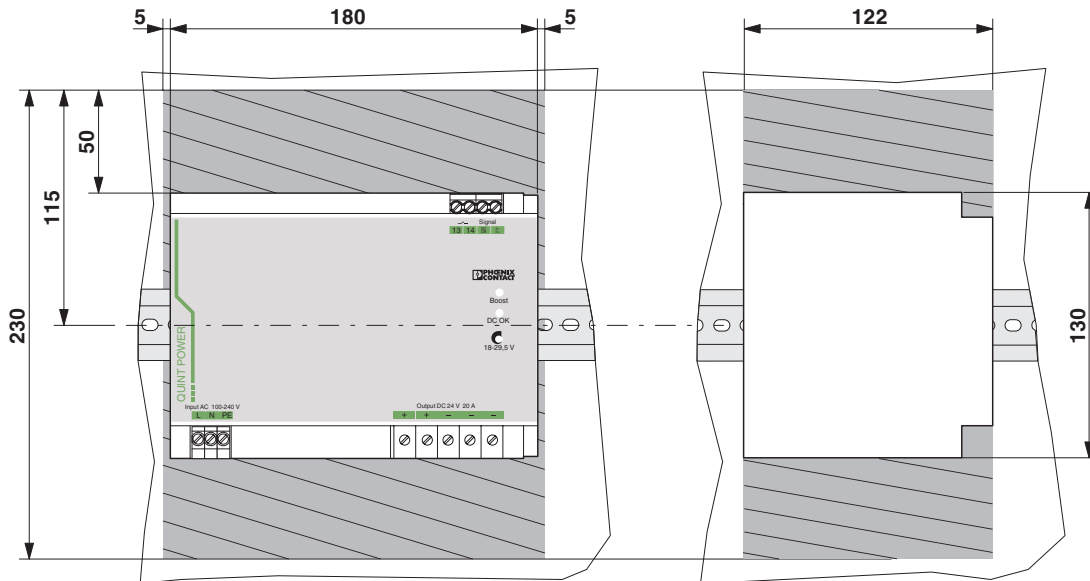 5 180 5 122
50
115
230
130
Signal
13 14
PHŒNIX
CONTACT
Boost
DC OK
18-29,5 V
QUINT POWER
Input AC 100-240 V
L N PE
Output DC 24 V 20 A
+ + – – –